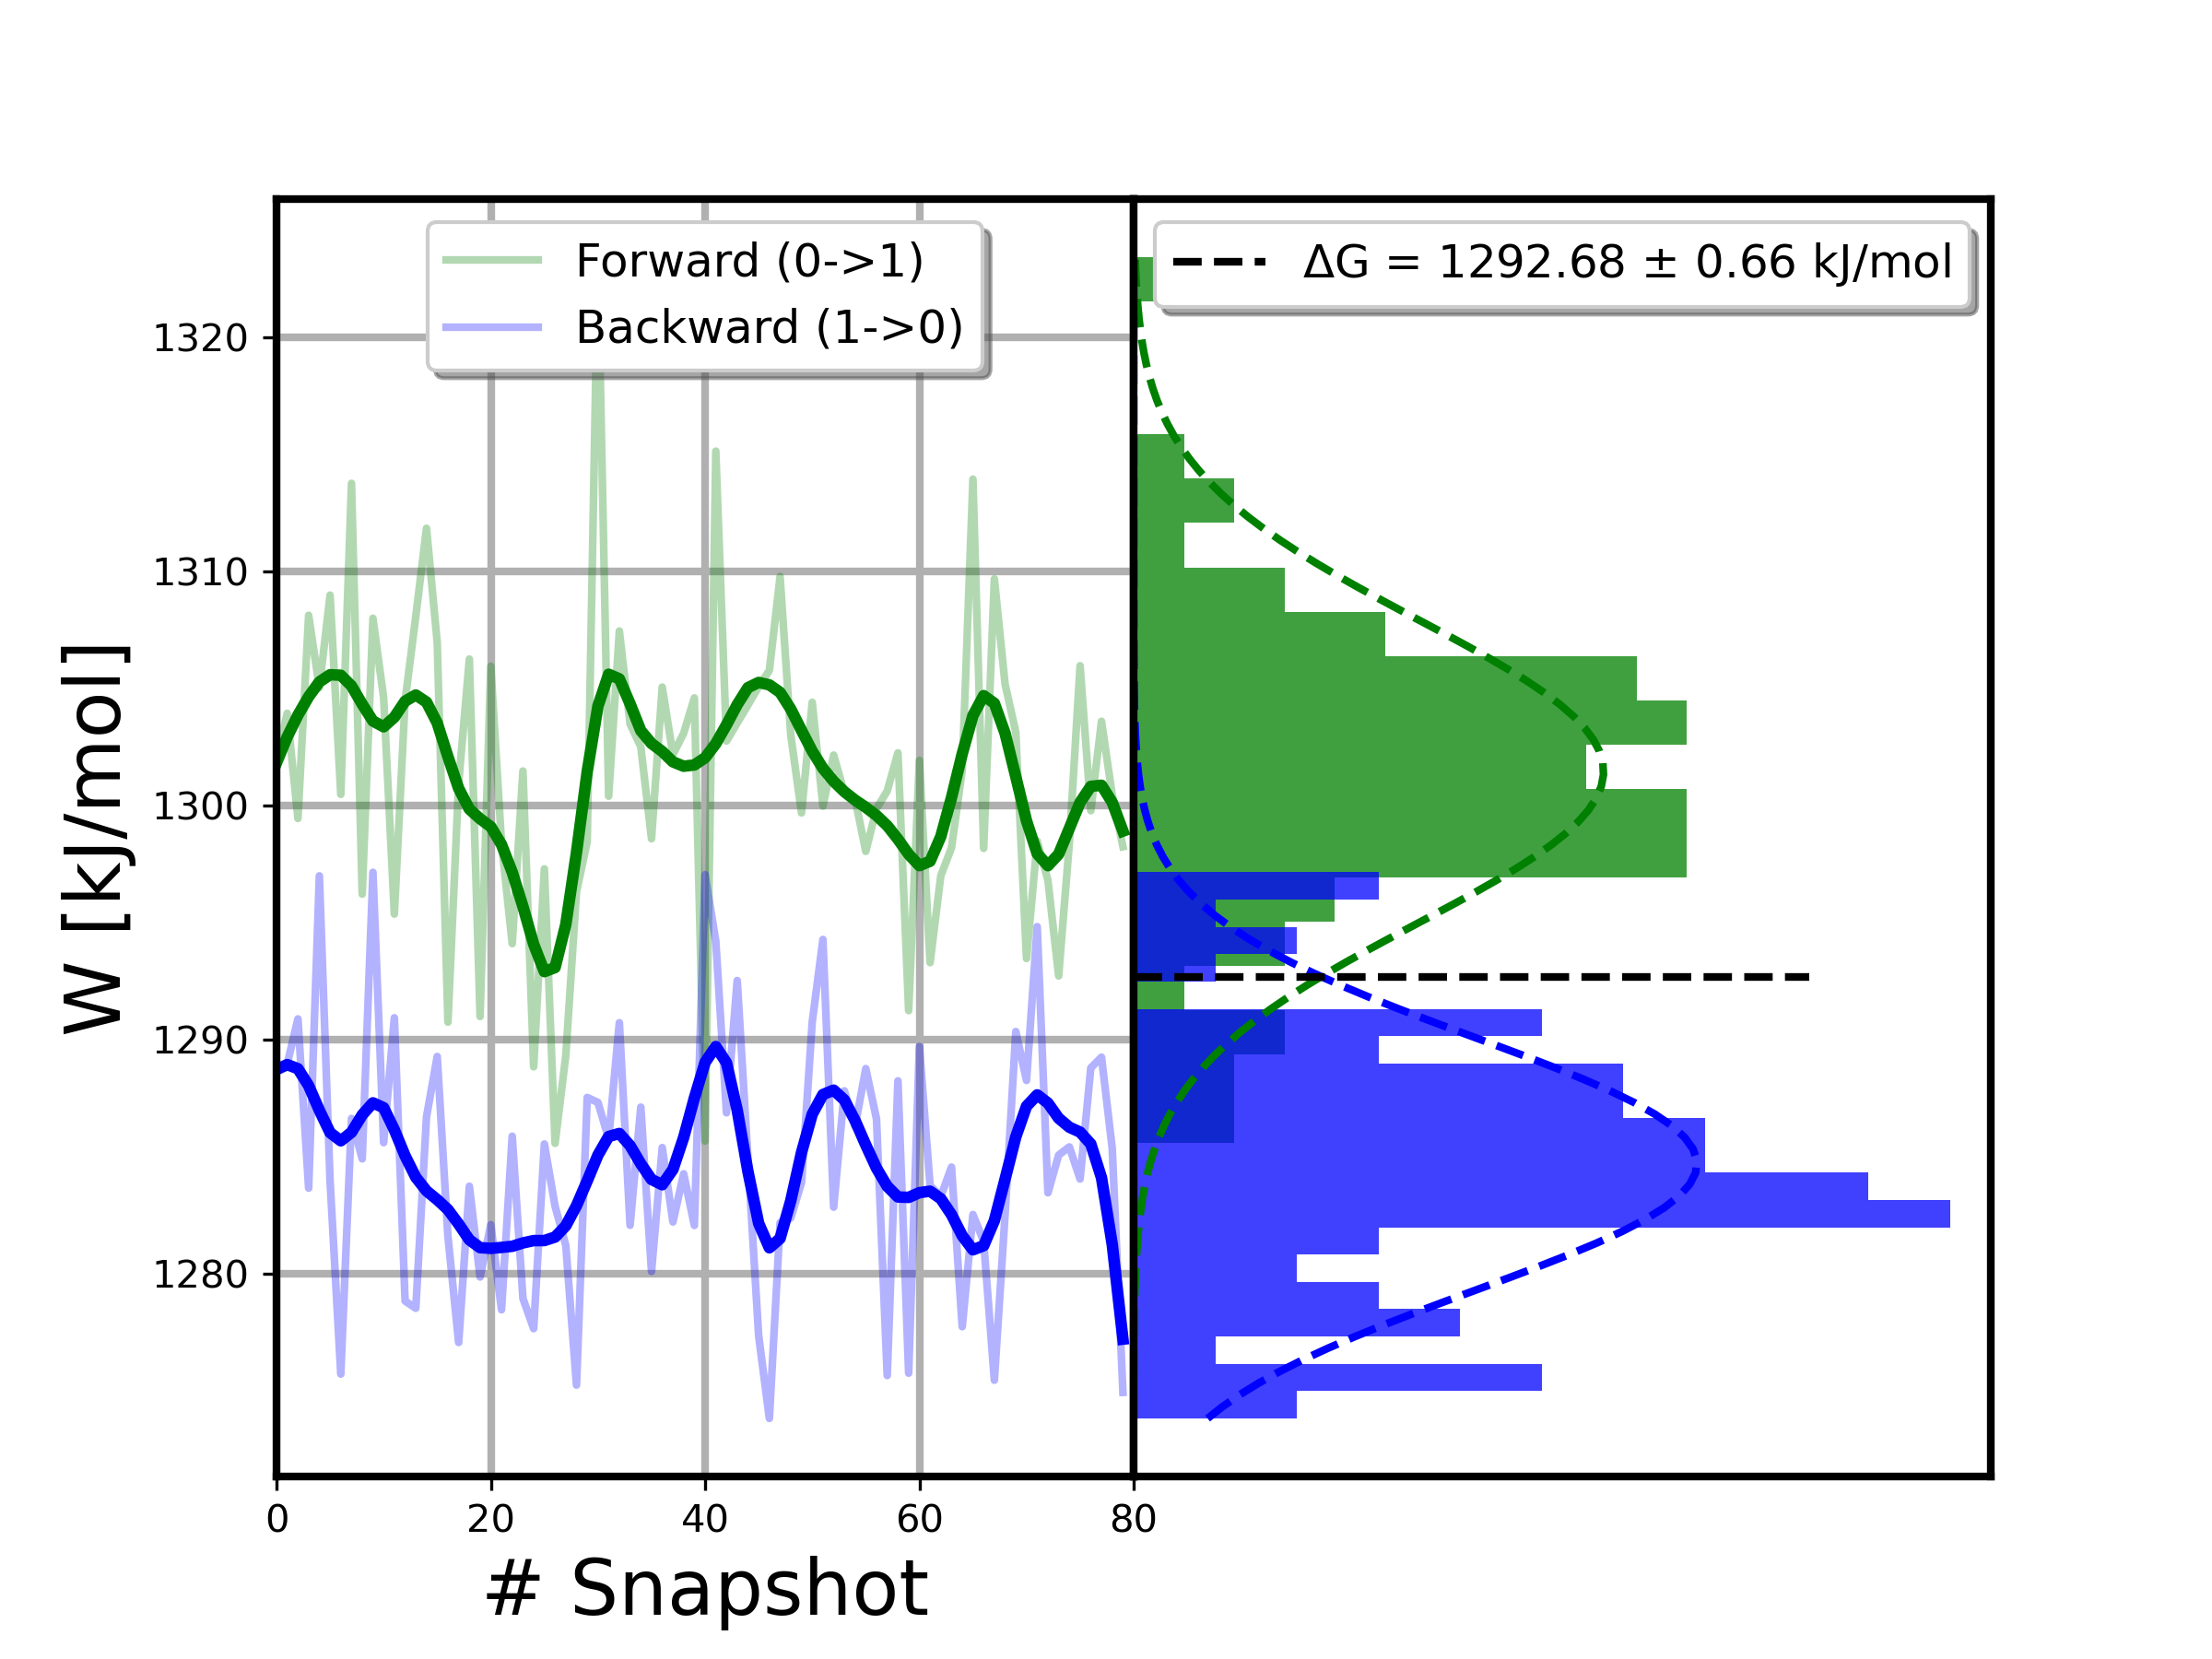 Forward (0->1)
Backward (1->0)
ΔG = 1292.68 ± 0.66 kJ/mol
W [kJ/mol]
1320
1310
1300
1290
1280
0 20 40 60 80
# Snapshot